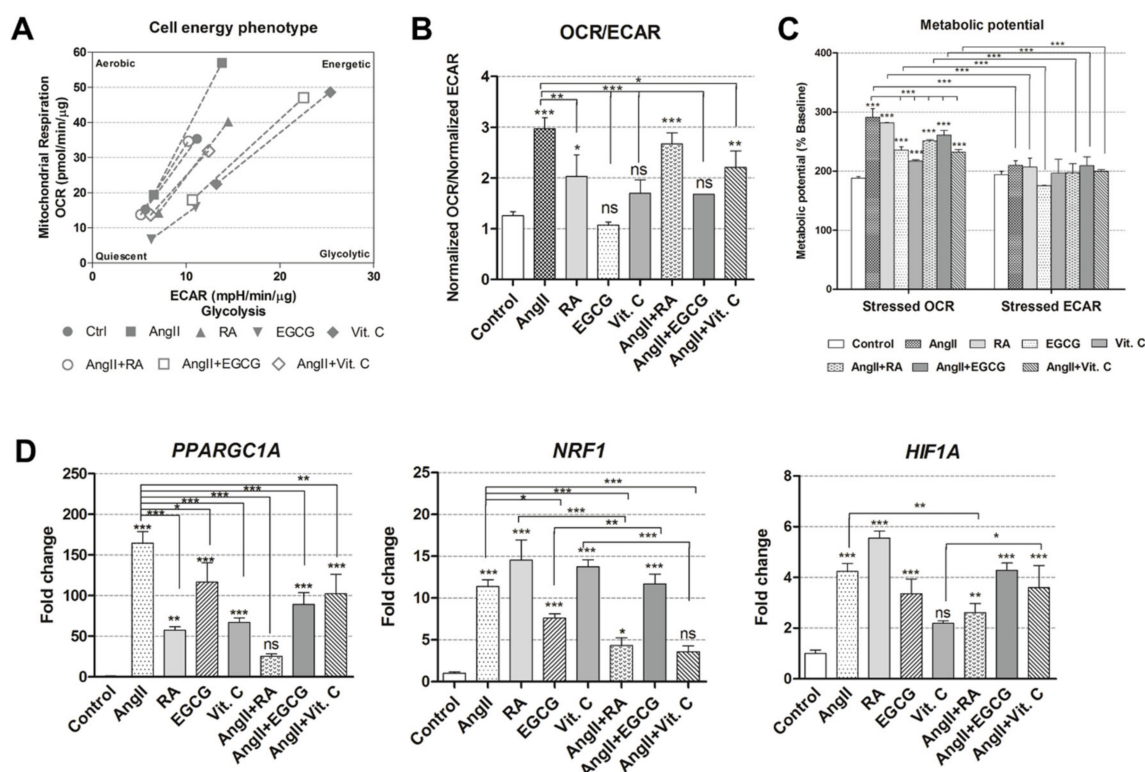 A
Cell energy phenotype
Mitochondrial Respiration
OCR (pmol/min/µg)
60
50
40
30
20
10
0
Aerobic
Energetic
Quiescent
Glycolytic
0 10 20 30
ECAR (mpH/min/µg)
Glycolysis
Ctrl AngII RA EGCG Vit. C
AngII+RA AngII+EGCG AngII+Vit. C
B
OCR/ECAR
Normalized OCR/Normalized ECAR
4
3
2
1
0
*
***
**
***
*
ns
ns
***
ns
**
Control
AngII
RA
EGCG
Vit. C
AngII+RA
AngII+EGCG
AngII+Vit. C
C
Metabolic potential
Metabolic potential (% Baseline)
400
300
200
100
0
***
***
***
***
***
***
***
***
***
***
***
***
***
Stressed OCR Stressed ECAR
Control AngII RA EGCG Vit. C
AngII+RA AngII+EGCG AngII+Vit. C
D
PPARGC1A
Fold change
250
200
150
100
50
0
**
***
***
***
*
***
***
**
***
***
ns
***
***
Control
AngII
RA
EGCG
Vit. C
AngII+RA
AngII+EGCG
AngII+Vit. C
NRF1
Fold change
25
20
15
10
5
0
***
***
*
***
**
***
***
***
***
***
*
***
ns
Control
AngII
RA
EGCG
Vit. C
AngII+RA
AngII+EGCG
AngII+Vit. C
HIF1A
Fold change
8
6
4
2
0
**
*
***
***
***
ns
**
***
***
Control
AngII
RA
EGCG
Vit. C
AngII+RA
AngII+EGCG
AngII+Vit. C